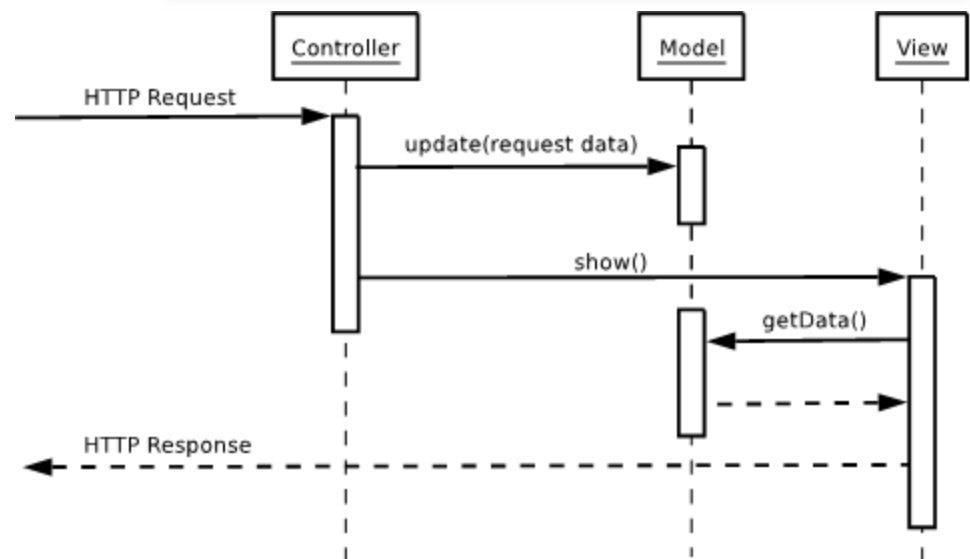 Controller
Model
View
HTTP Request
update(request data)
show()
getData()
HTTP Response